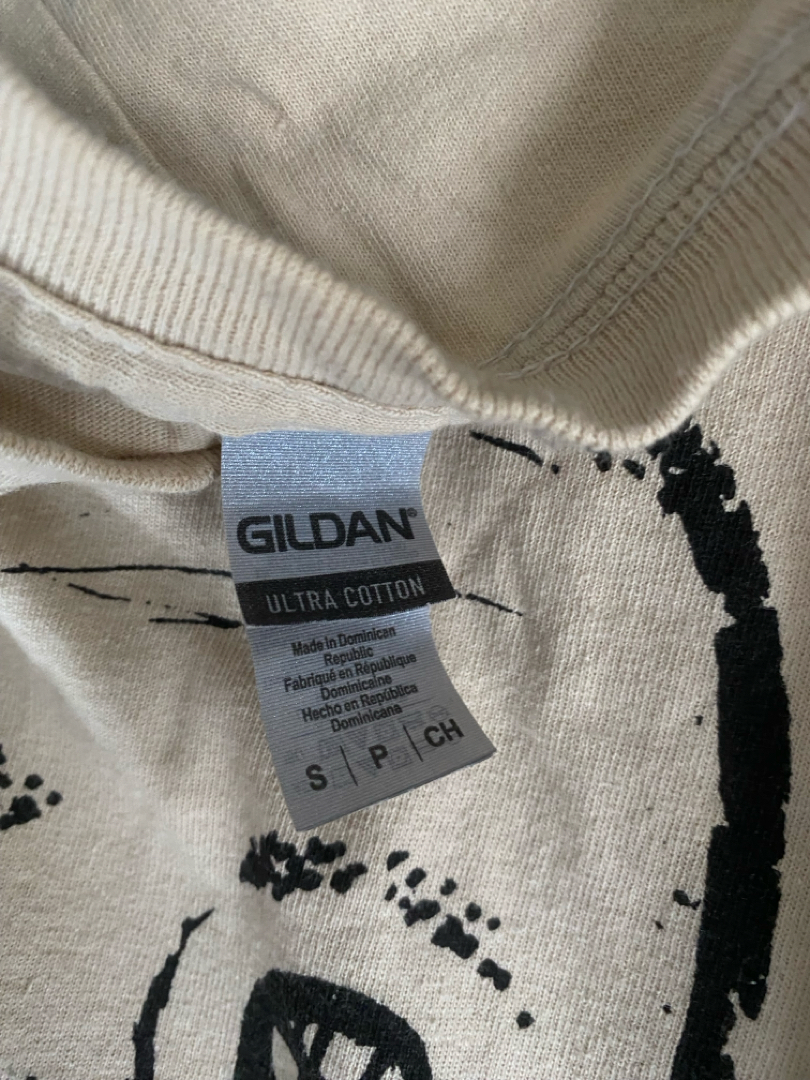 GILDAN®
ULTRA COTTON
Made in Dominican
Republic
Fabriqué en République
Dominicaine
Hecho en República
Dominicana
S | P | CH